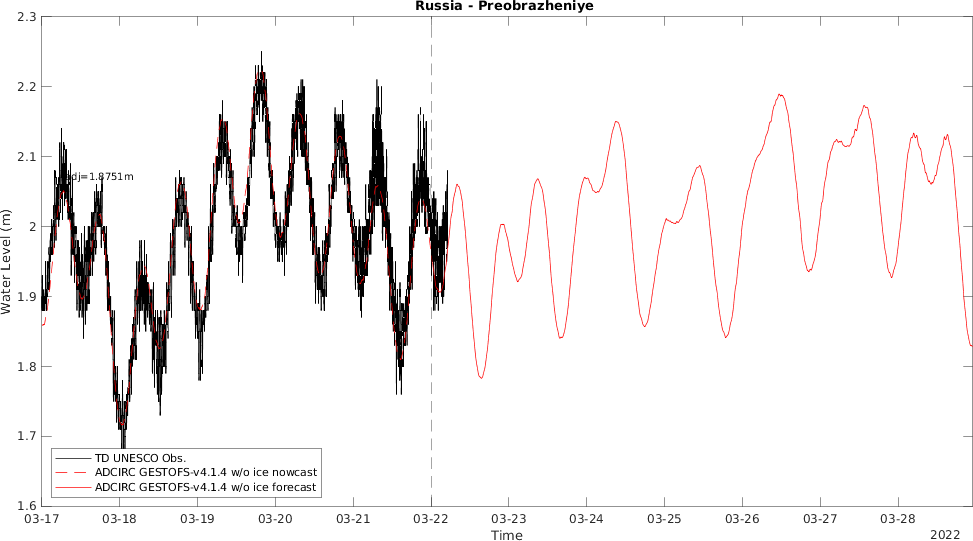 Russia - Preobrazheniye
2.3
2.2
2.1
2
1.9
1.8
1.7
1.6
Water Level (m)
adj=1.8751m
TD UNESCO Obs.
ADCIRC GESTOFS-v4.1.4 w/o ice nowcast
ADCIRC GESTOFS-v4.1.4 w/o ice forecast
03-17 03-18 03-19 03-20 03-21 03-22 03-23 03-24 03-25 03-26 03-27 03-28
Time
2022